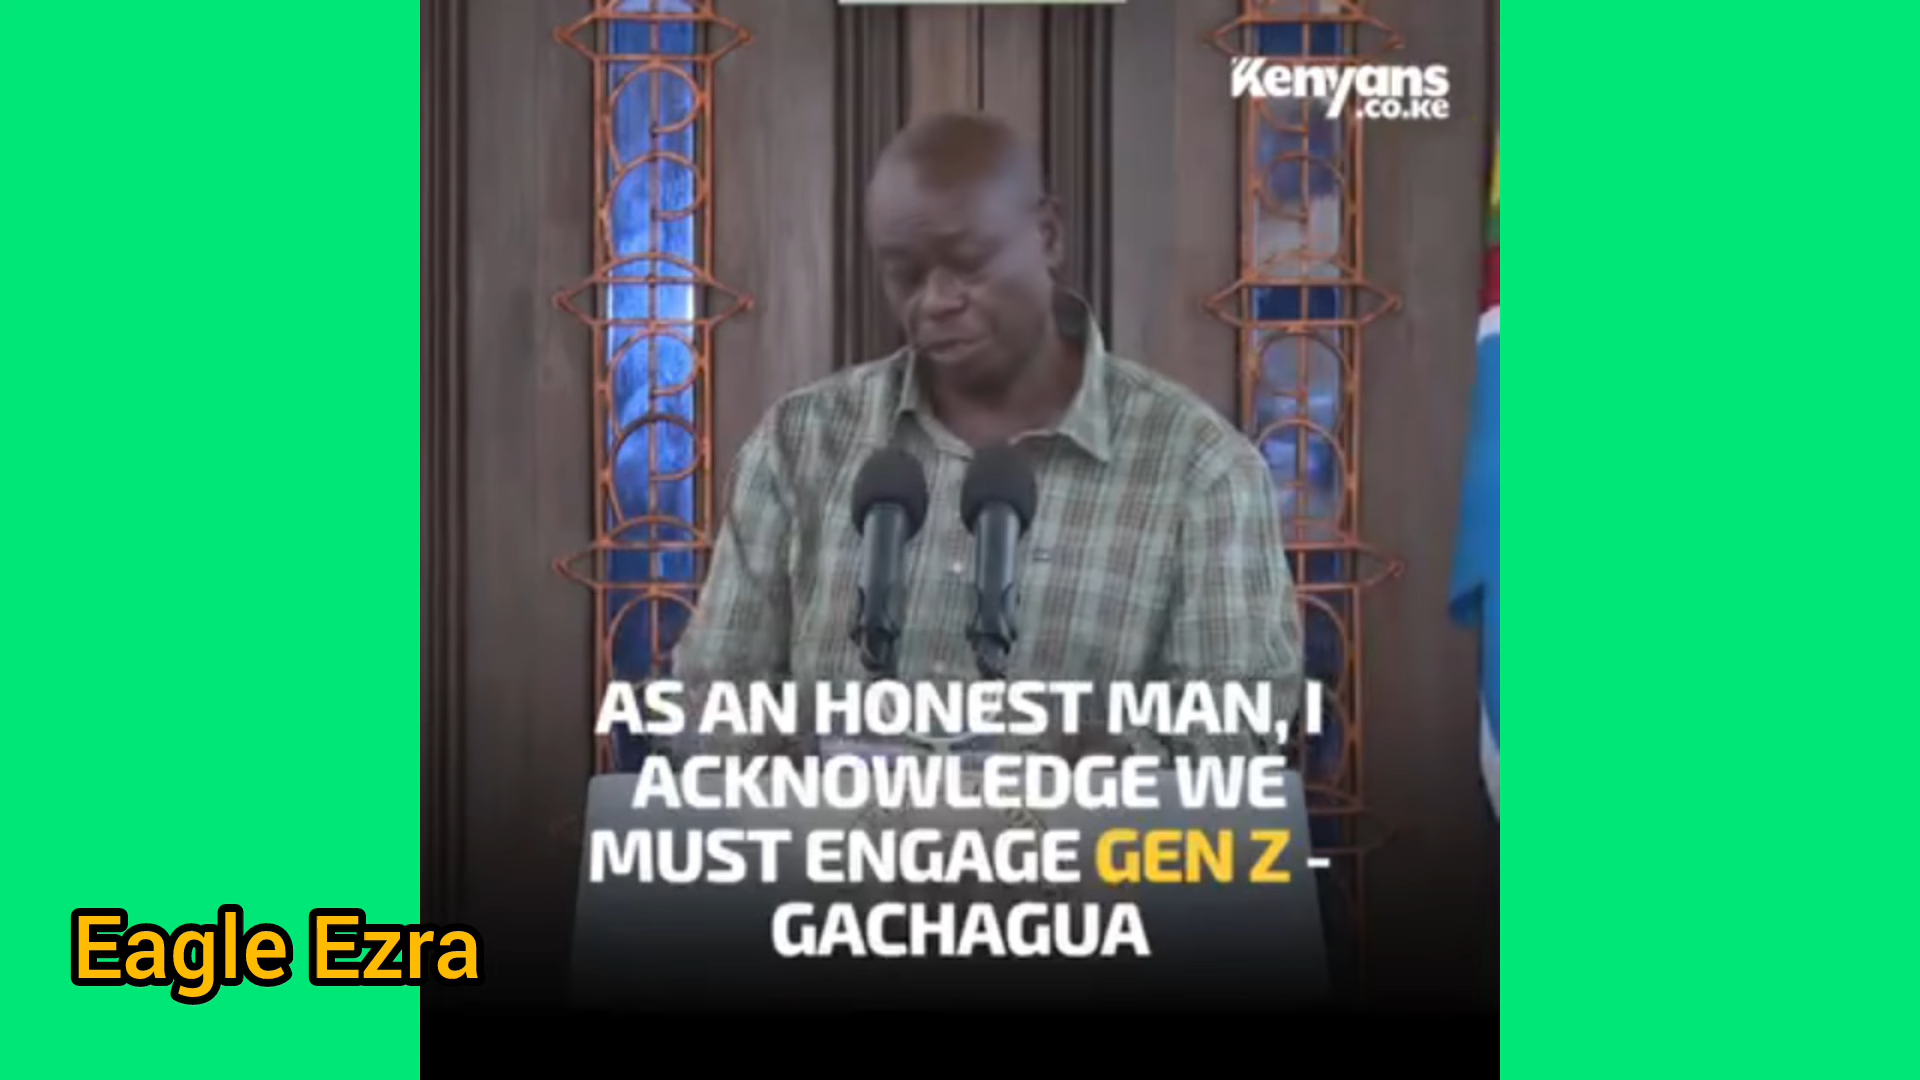 Kenyans
.co.ke
AS AN HONEST MAN, I
ACKNOWLEDGE WE
MUST ENGAGE GEN Z -
GACHAGUA
Eagle Ezra